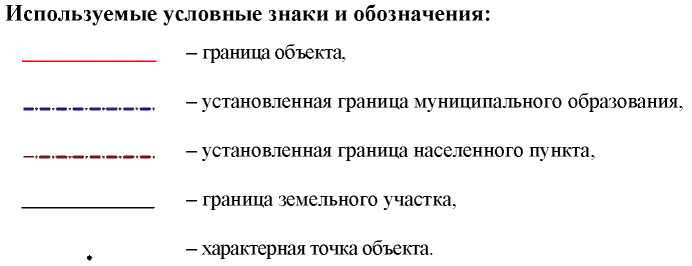 Используемые условные знаки и обозначения:
– граница объекта,
– установленная граница муниципального образования,
– установленная граница населенного пункта,
– граница земельного участка,
– характерная точка объекта.